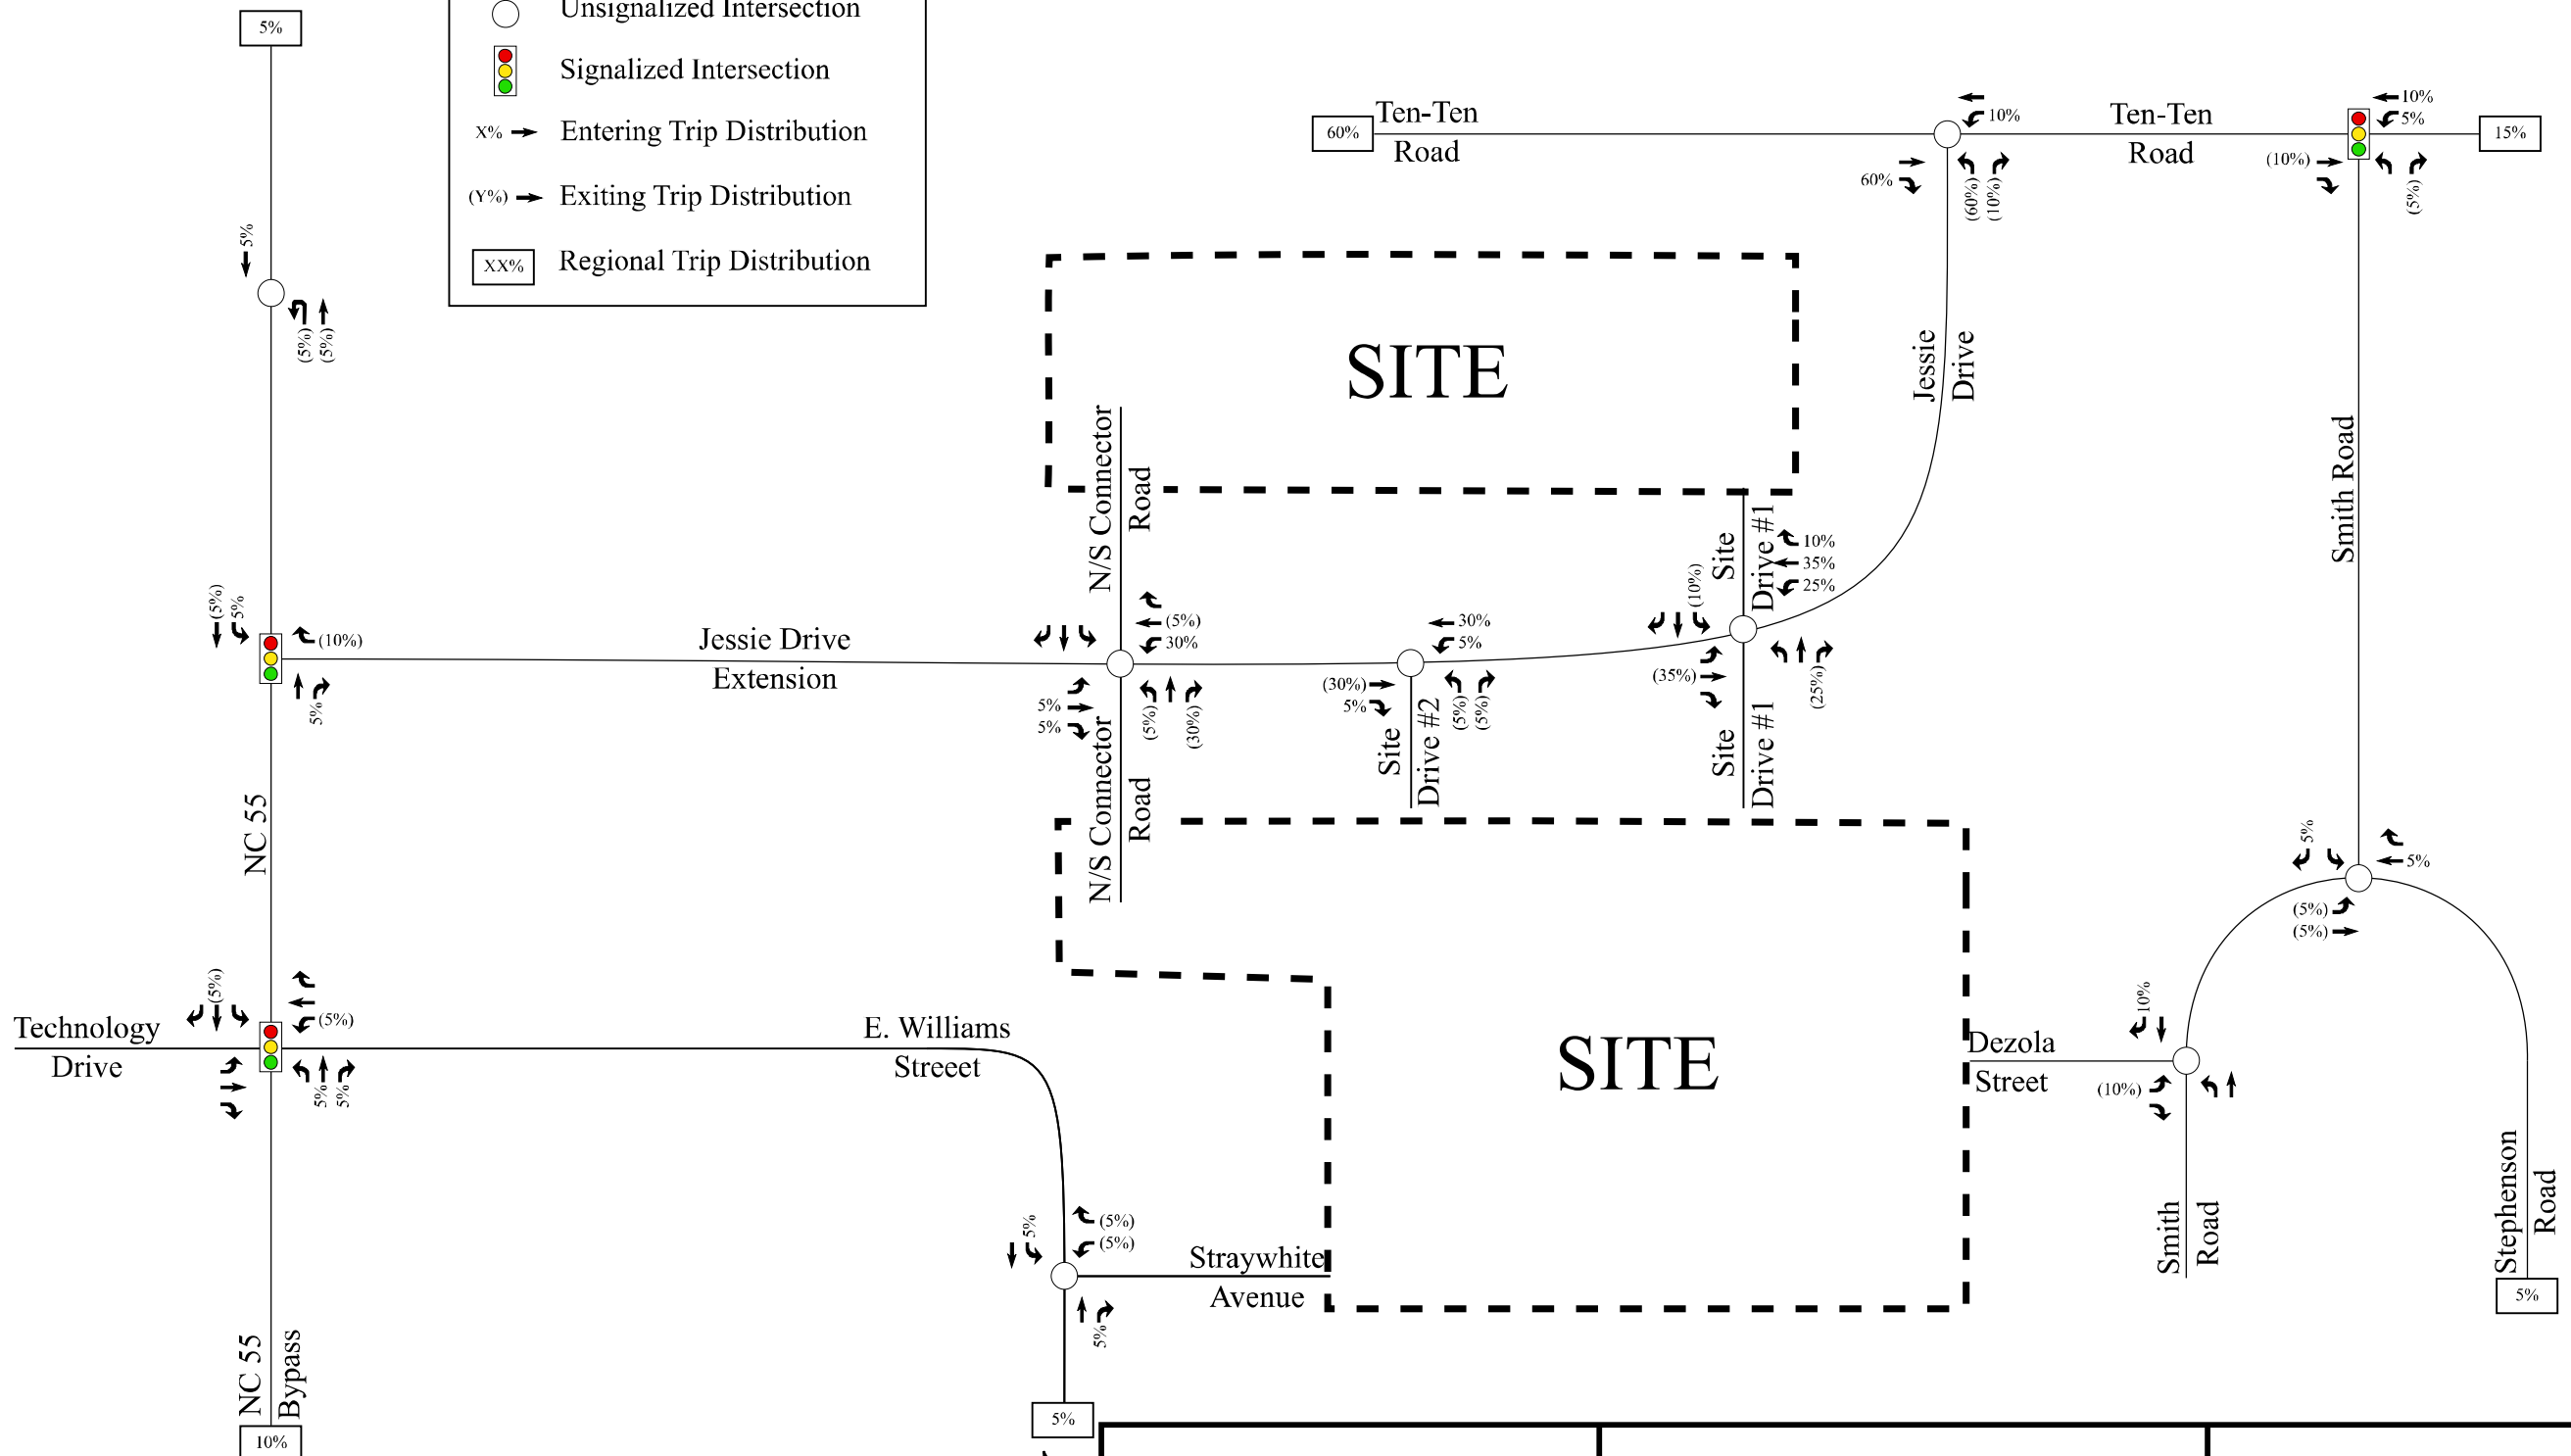 5%
Unsignalized Intersection
Signalized Intersection
X% Entering Trip Distribution
(Y%) Exiting Trip Distribution
XX% Regional Trip Distribution
60%
Ten-Ten
Road
10%
60%
(60%)
(10%)
Ten-Ten
Road
10%
5%
(10%)
(5%)
15%
5%
(5%)
(5%)
SITE
Jessie
Drive
Smith Road
N/S Connector
Road
Site
Drive #1
10%
35%
25%
(10%)
(35%)
(25%)
Site
Drive #1
(5%)
5%
(10%)
5%
Jessie Drive
Extension
(5%)
30%
5%
5%
(5%)
(30%)
N/S Connector
Road
30%
5%
(30%)
5%
(5%)
(5%)
Site
Drive #2
NC 55
5%
5%
(5%)
(5%)
Technology
Drive
(5%)
(5%)
5%
5%
E. Williams
Streeet
SITE
Dezola
Street
10%
(10%)
Smith
Road
Stephenson
Road
5%
5%
(5%)
(5%)
5%
Straywhite
Avenue
NC 55
Bypass
10%
5%